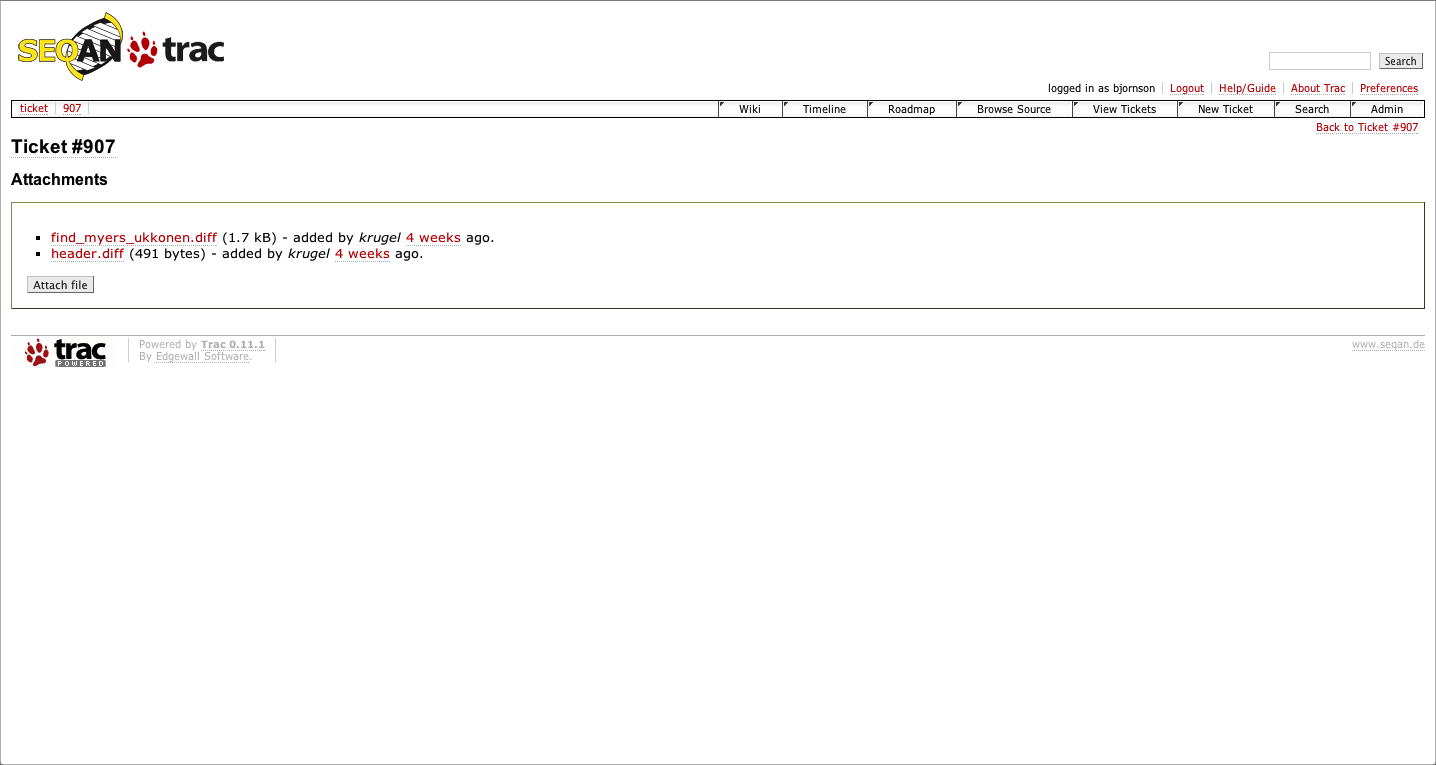 SEQAN trac
Search
logged in as bjornson Logout Help/Guide About Trac Preferences
ticket 907 Wiki Timeline Roadmap Browse Source View Tickets New Ticket Search Admin
Back to Ticket #907
Ticket #907
Attachments
find_myers_ukkonen.diff (1.7 kB) - added by krugel 4 weeks ago.
header.diff (491 bytes) - added by krugel 4 weeks ago.
Attach file
trac POWERED
Powered by Trac 0.11.1
By Edgewall Software.
www.seqan.de